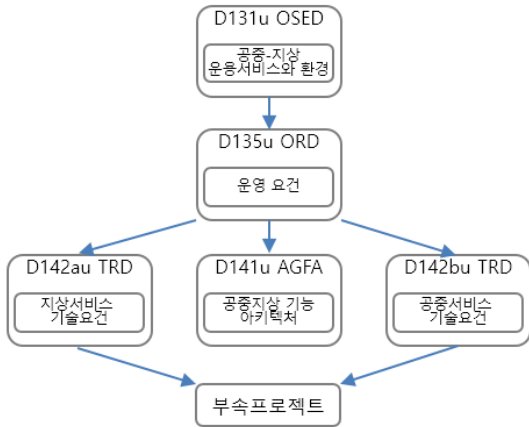 D131u OSED
공중-지상
운용서비스와 환경
D135u ORD
운영 요건
D142au TRD
지상서비스
기술요건
D141u AGFA
공중지상 기능
아키텍처
D142bu TRD
공중서비스
기술요건
부속프로젝트